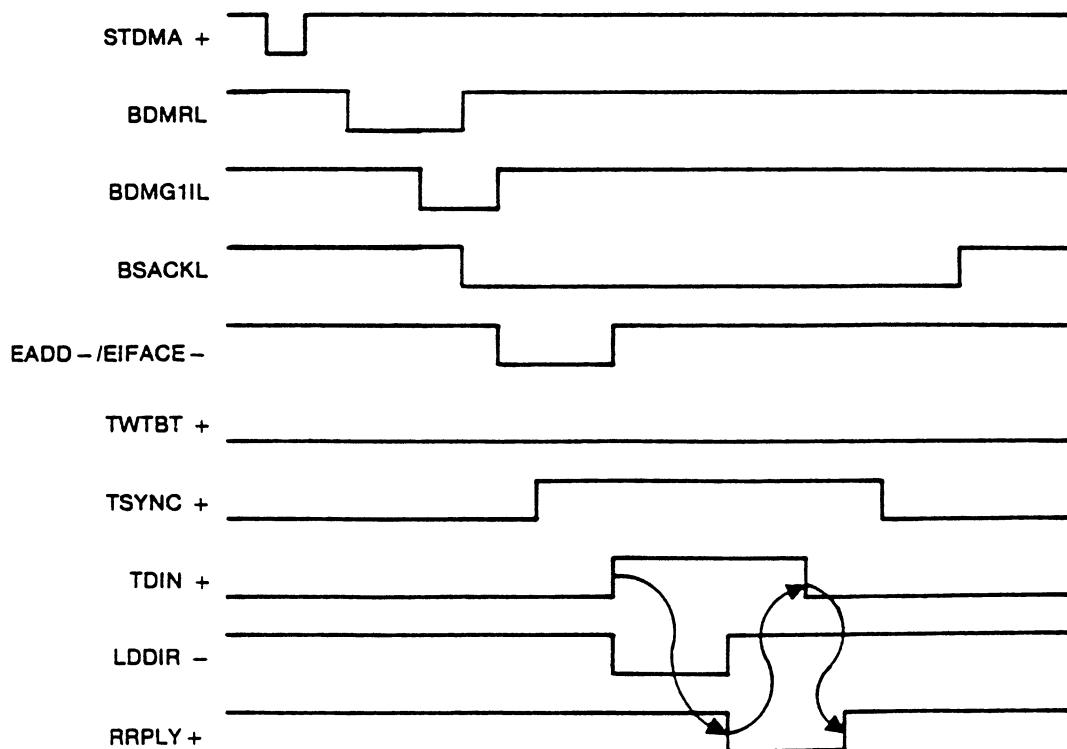 STDMA +
BDMRL
BDMG1IL
BSACKL
EADD –/EIFACE –
TWTBT +
TSYNC +
TDIN +
LDDIR –
RRPLY +